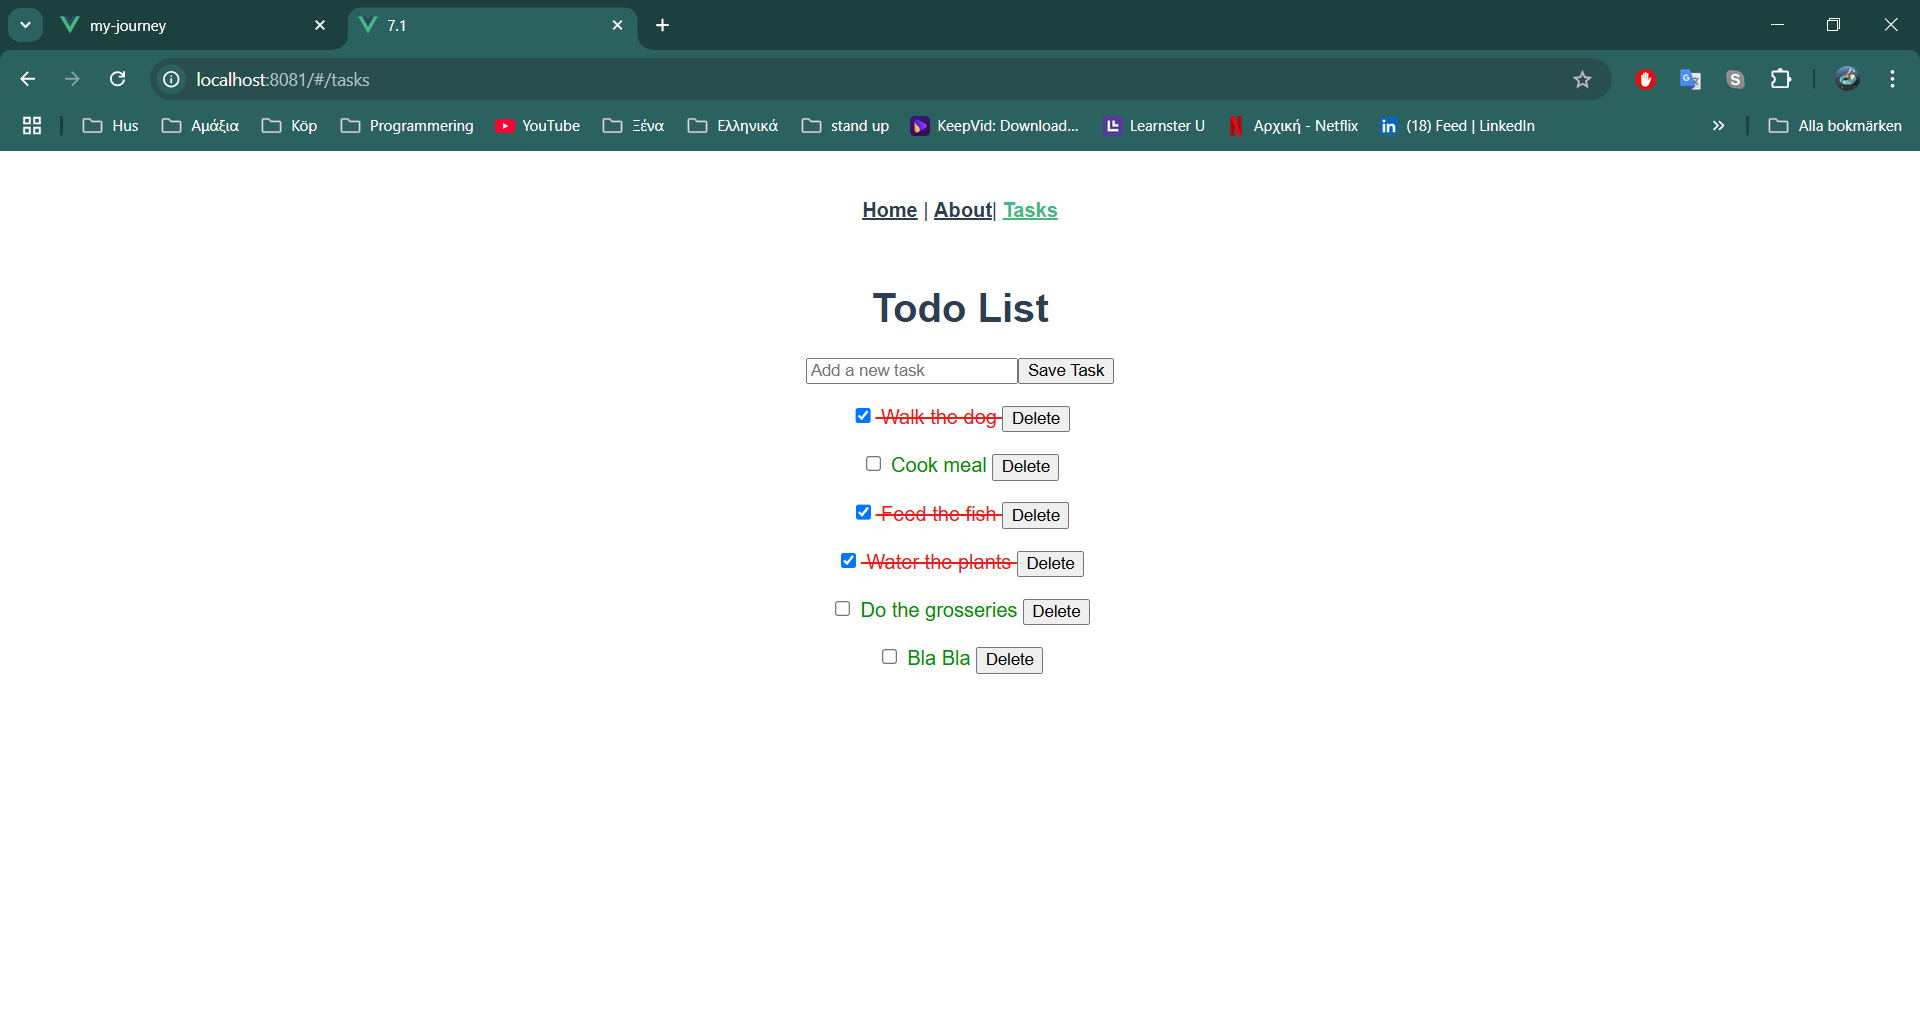 my-journey
7.1
localhost:8081/#/tasks
Hus Αμάξια Köp Programmering YouTube Ξένα Ελληνικά stand up KeepVid: Download... Learnster U Αρχική - Netflix (18) Feed | LinkedIn Alla bokmärken
Home | About| Tasks
Todo List
Add a new task Save Task
Walk the dog Delete
Cook meal Delete
Feed the fish Delete
Water the plants Delete
Do the grosseries Delete
Bla Bla Delete